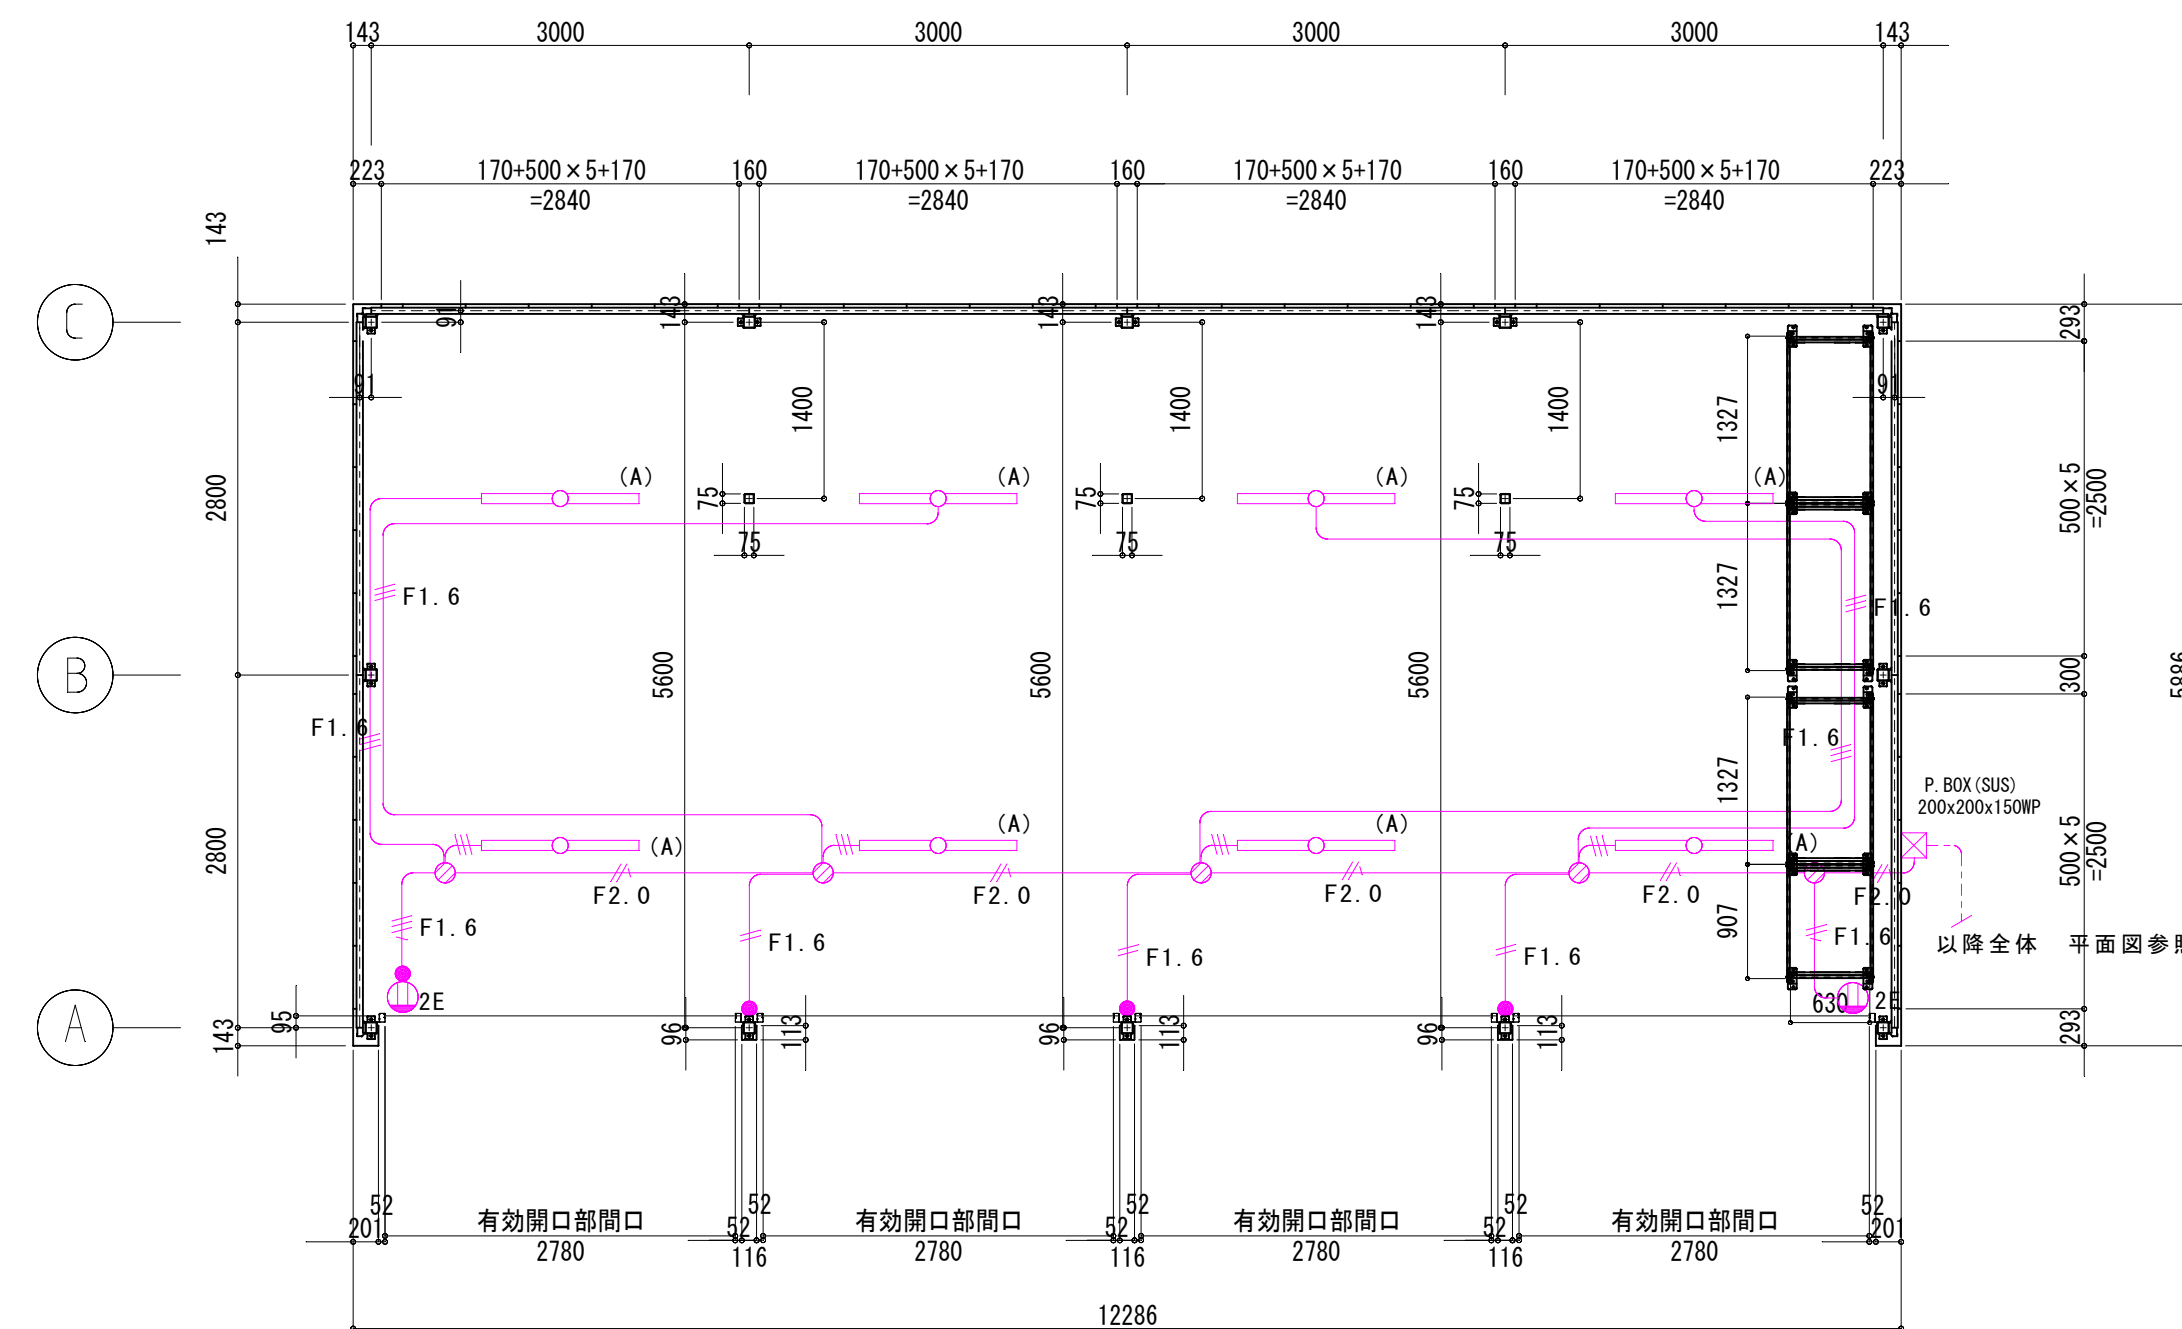 143 3000 3000 3000 3000 143
223 170+500×5+170 160 170+500×5+170 160 170+500×5+170 160 170+500×5+170 223
=2840 =2840 =2840 =2840
143
C
91 143 143 143 293
91 91
1400 1400 1400 1327
2800 (A) (A) (A) (A) 500×5
=2500
75 75 75
75 75 75
F1.6 1327 F1.6
B
5600 5600 5600 300 5886
F1.6 F1.6
1327
P.BOX(SUS)
200x200x150WP
2800 (A) (A) (A) (A) 500×5
=2500
F2.0 F2.0 F2.0 F2.0 F2.0
F1.6 F1.6 F1.6 F1.6 907 F1.6
以降全体 平面図参照
2E 630 2E
A
143 95 96 113 96 113 96 113 293
52 52 52 52 52
201 有効開口部間口 52 有効開口部間口 52 有効開口部間口 52 有効開口部間口 201
2780 116 2780 116 2780 116 2780
12286